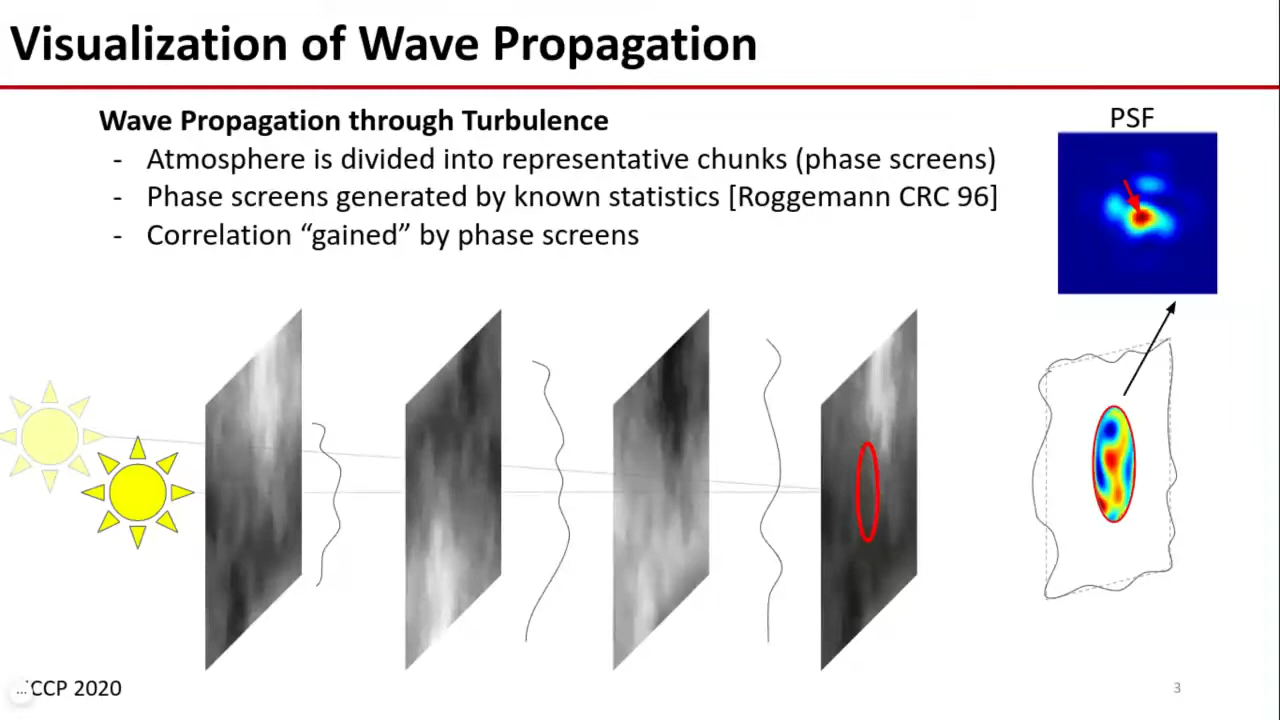 Visualization of Wave Propagation
Wave Propagation through Turbulence
- Atmosphere is divided into representative chunks (phase screens)
- Phase screens generated by known statistics [Roggemann CRC 96]
- Correlation “gained” by phase screens
PSF
...
CCP 2020
3